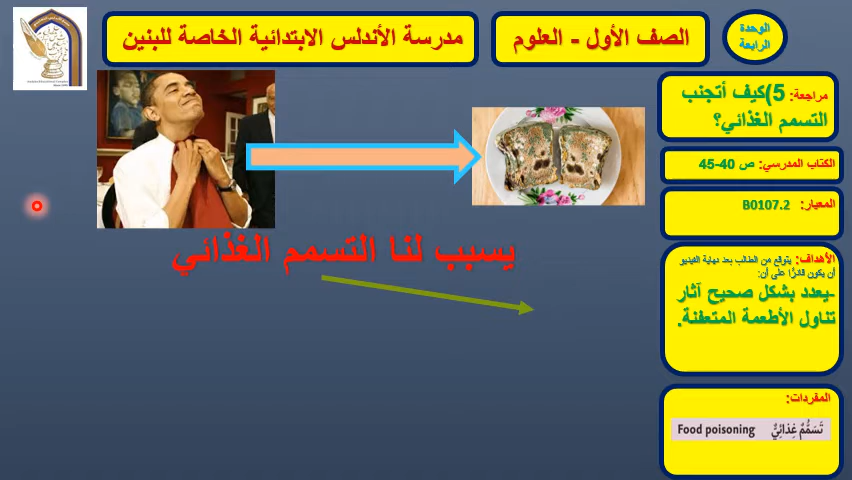 مدرسة الأندلس الابتدائية الخاصة للبنين
الصف الأول - العلوم
الوحدة
الرابعة
مراجعة: 5)كيف أتجنب
التسمم الغذائي؟
الكتاب المدرسي: ص 40-45
المعيار: B0107.2
الأهداف: يتوقع من الطالب بعد نهاية الفيديو
أن يكون قادرًا على أن:
-يعدد بشكل صحيح آثار
تناول الأطعمة المتعفنة.
المفردات:
تَسَمُّمٌ غِذائِيٌّ Food poisoning
يسبب لنا التسمم الغذائي